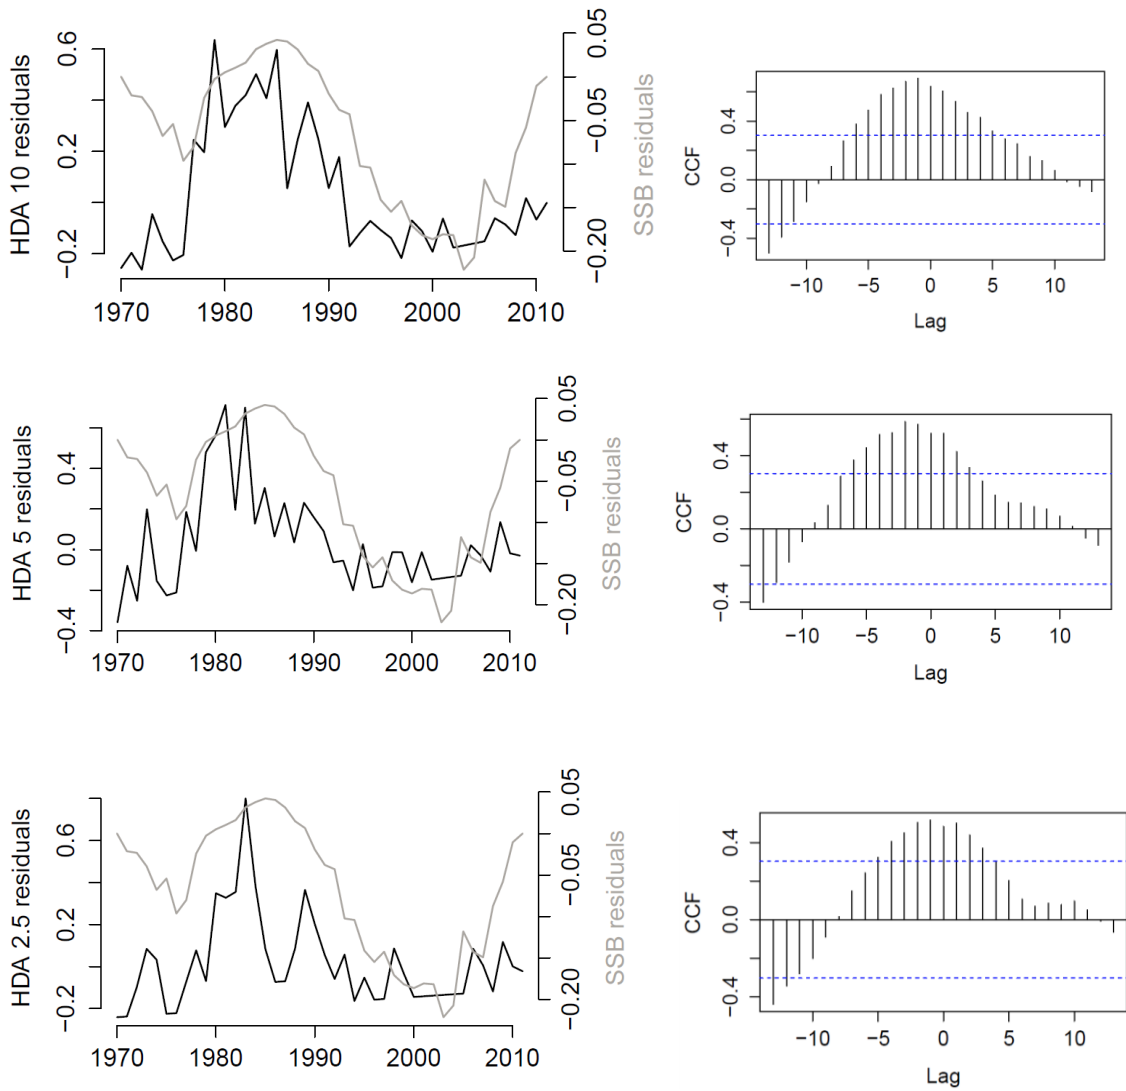 HDA 10 residuals
−0.2 0.2 0.6
1970 1980 1990 2000 2010
−0.20 −0.05 0.05
SSB residuals
CCF
−0.4 0.0 0.4
−10 −5 0 5 10
Lag
HDA 5 residuals
−0.4 0.0 0.4
1970 1980 1990 2000 2010
−0.20 −0.05 0.05
SSB residuals
CCF
−0.4 0.0 0.4
−10 −5 0 5 10
Lag
HDA 2.5 residuals
−0.2 0.2 0.6
1970 1980 1990 2000 2010
−0.20 −0.05 0.05
SSB residuals
CCF
−0.4 0.0 0.4
−10 −5 0 5 10
Lag